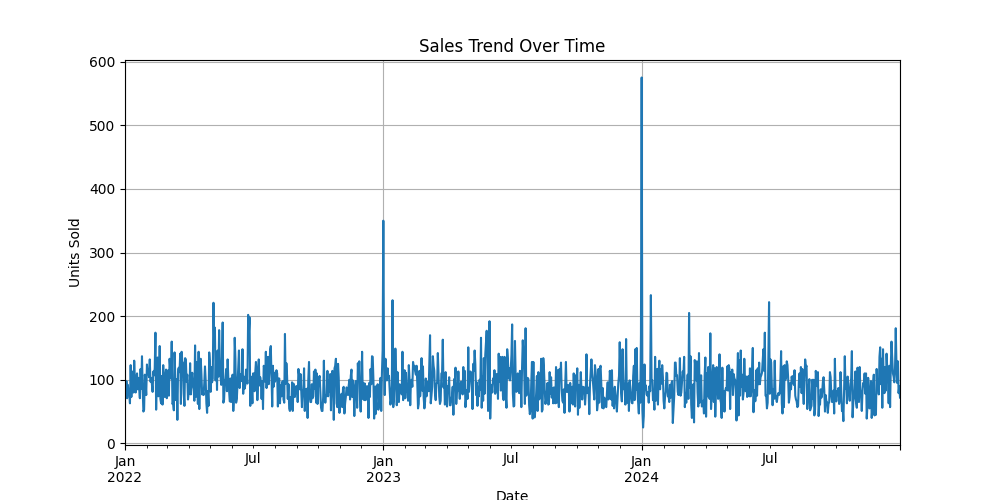 Sales Trend Over Time
Units Sold
600
500
400
300
200
100
0
Jan
2022
Jul
Jan
2023
Jul
Jan
2024
Jul
Date